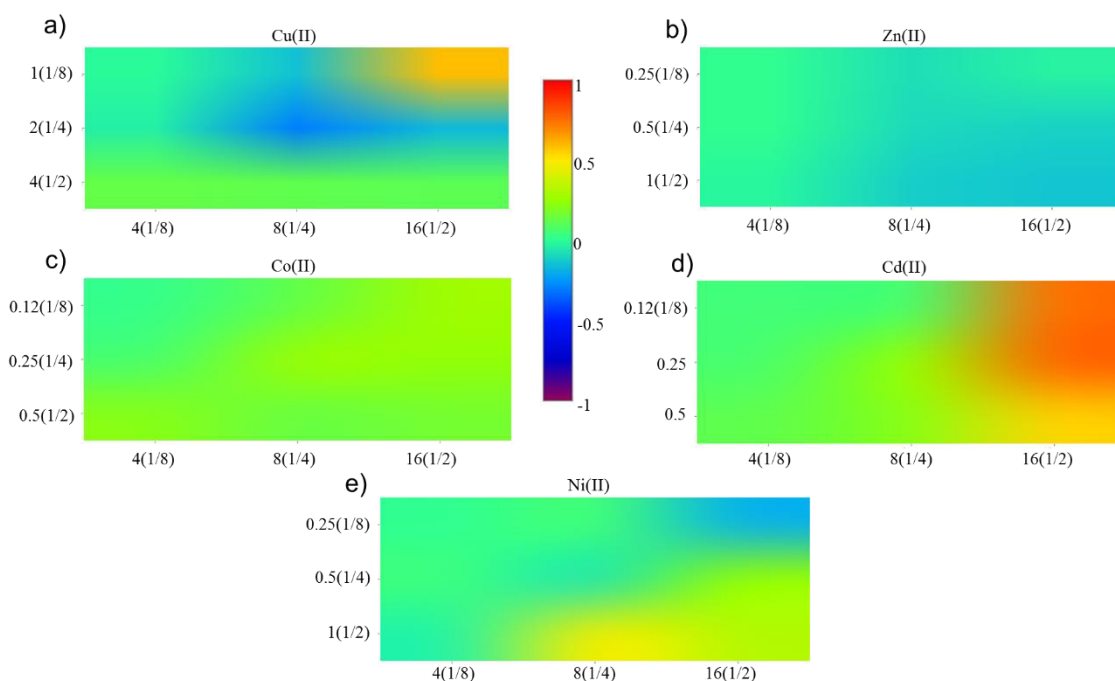 a)
Cu(II)
1(1/8)
2(1/4)
4(1/2)
4(1/8) 8(1/4) 16(1/2)
b)
Zn(II)
0.25(1/8)
0.5(1/4)
1(1/2)
4(1/8) 8(1/4) 16(1/2)
1
0.5
0
-0.5
-1
c)
Co(II)
0.12(1/8)
0.25(1/4)
0.5(1/2)
4(1/8) 8(1/4) 16(1/2)
d)
Cd(II)
0.12(1/8)
0.25
0.5
4(1/8) 8(1/4) 16(1/2)
e)
Ni(II)
0.25(1/8)
0.5(1/4)
1(1/2)
4(1/8) 8(1/4) 16(1/2)